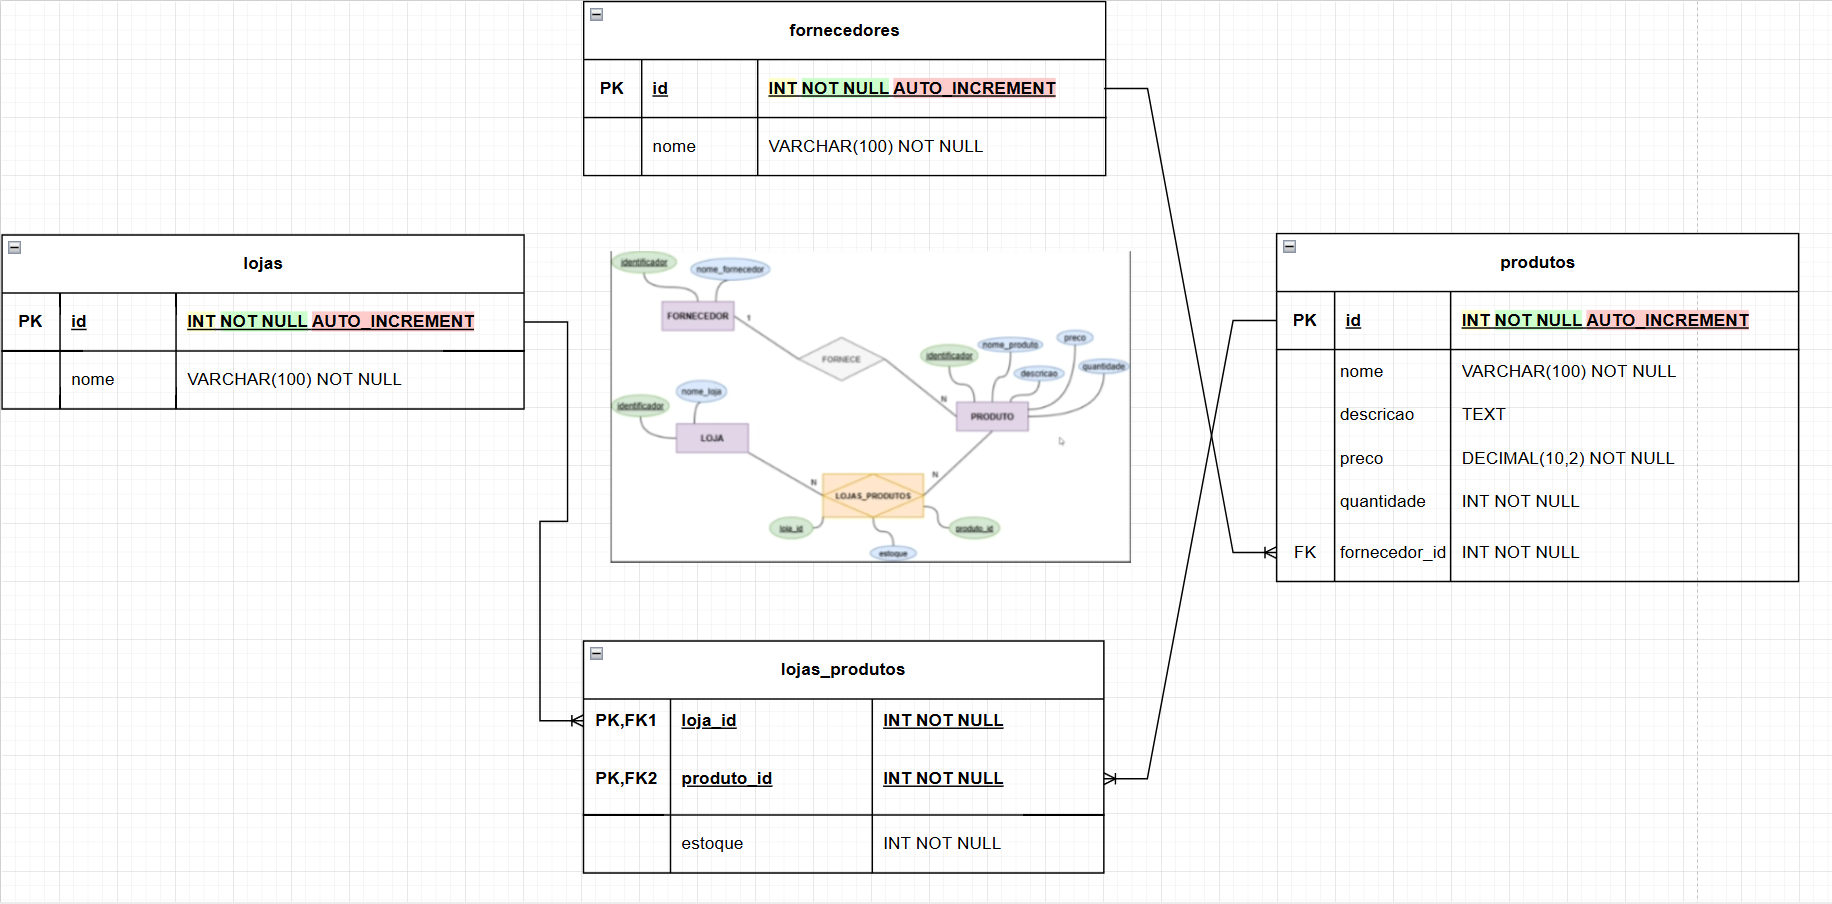 fornecedores
PK id INT NOT NULL AUTO_INCREMENT
nome VARCHAR(100) NOT NULL
lojas
PK id INT NOT NULL AUTO_INCREMENT
nome VARCHAR(100) NOT NULL
identificador
nome_fornecedor
FORNECEDOR
1
FORNECE
identificador
nome_produto
preco
descricao
quantidade
N
PRODUTO
identificador
nome_loja
LOJA
N
N
LOJAS_PRODUTOS
loja_id
estoque
produto_id
produtos
PK id INT NOT NULL AUTO_INCREMENT
nome VARCHAR(100) NOT NULL
descricao TEXT
preco DECIMAL(10,2) NOT NULL
quantidade INT NOT NULL
FK fornecedor_id INT NOT NULL
lojas_produtos
PK,FK1 loja_id INT NOT NULL
PK,FK2 produto_id INT NOT NULL
estoque INT NOT NULL